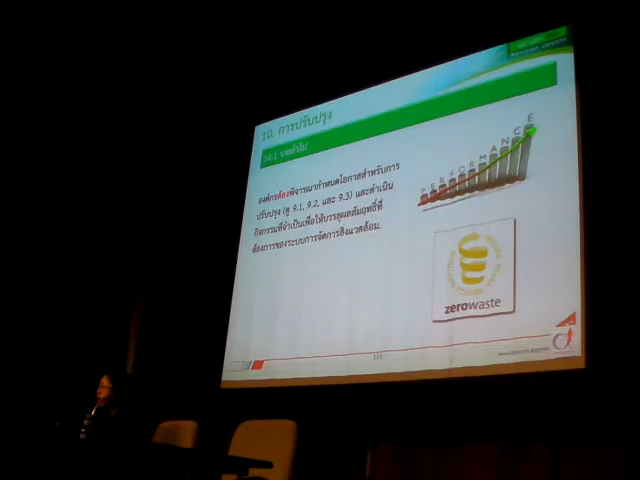 10. การปรับปรุง
10.1 บททั่วไป
องค์กรต้องพิจารณากำหนดโอกาสสำหรับการ
ปรับปรุง (ดู 9.1, 9.2, และ 9.3) และดำเนิน
กิจกรรมที่จำเป็นเพื่อให้บรรลุผลสัมฤทธิ์ที่
ต้องการของระบบการจัดการสิ่งแวดล้อม.
PERFORMANCE
zerowaste